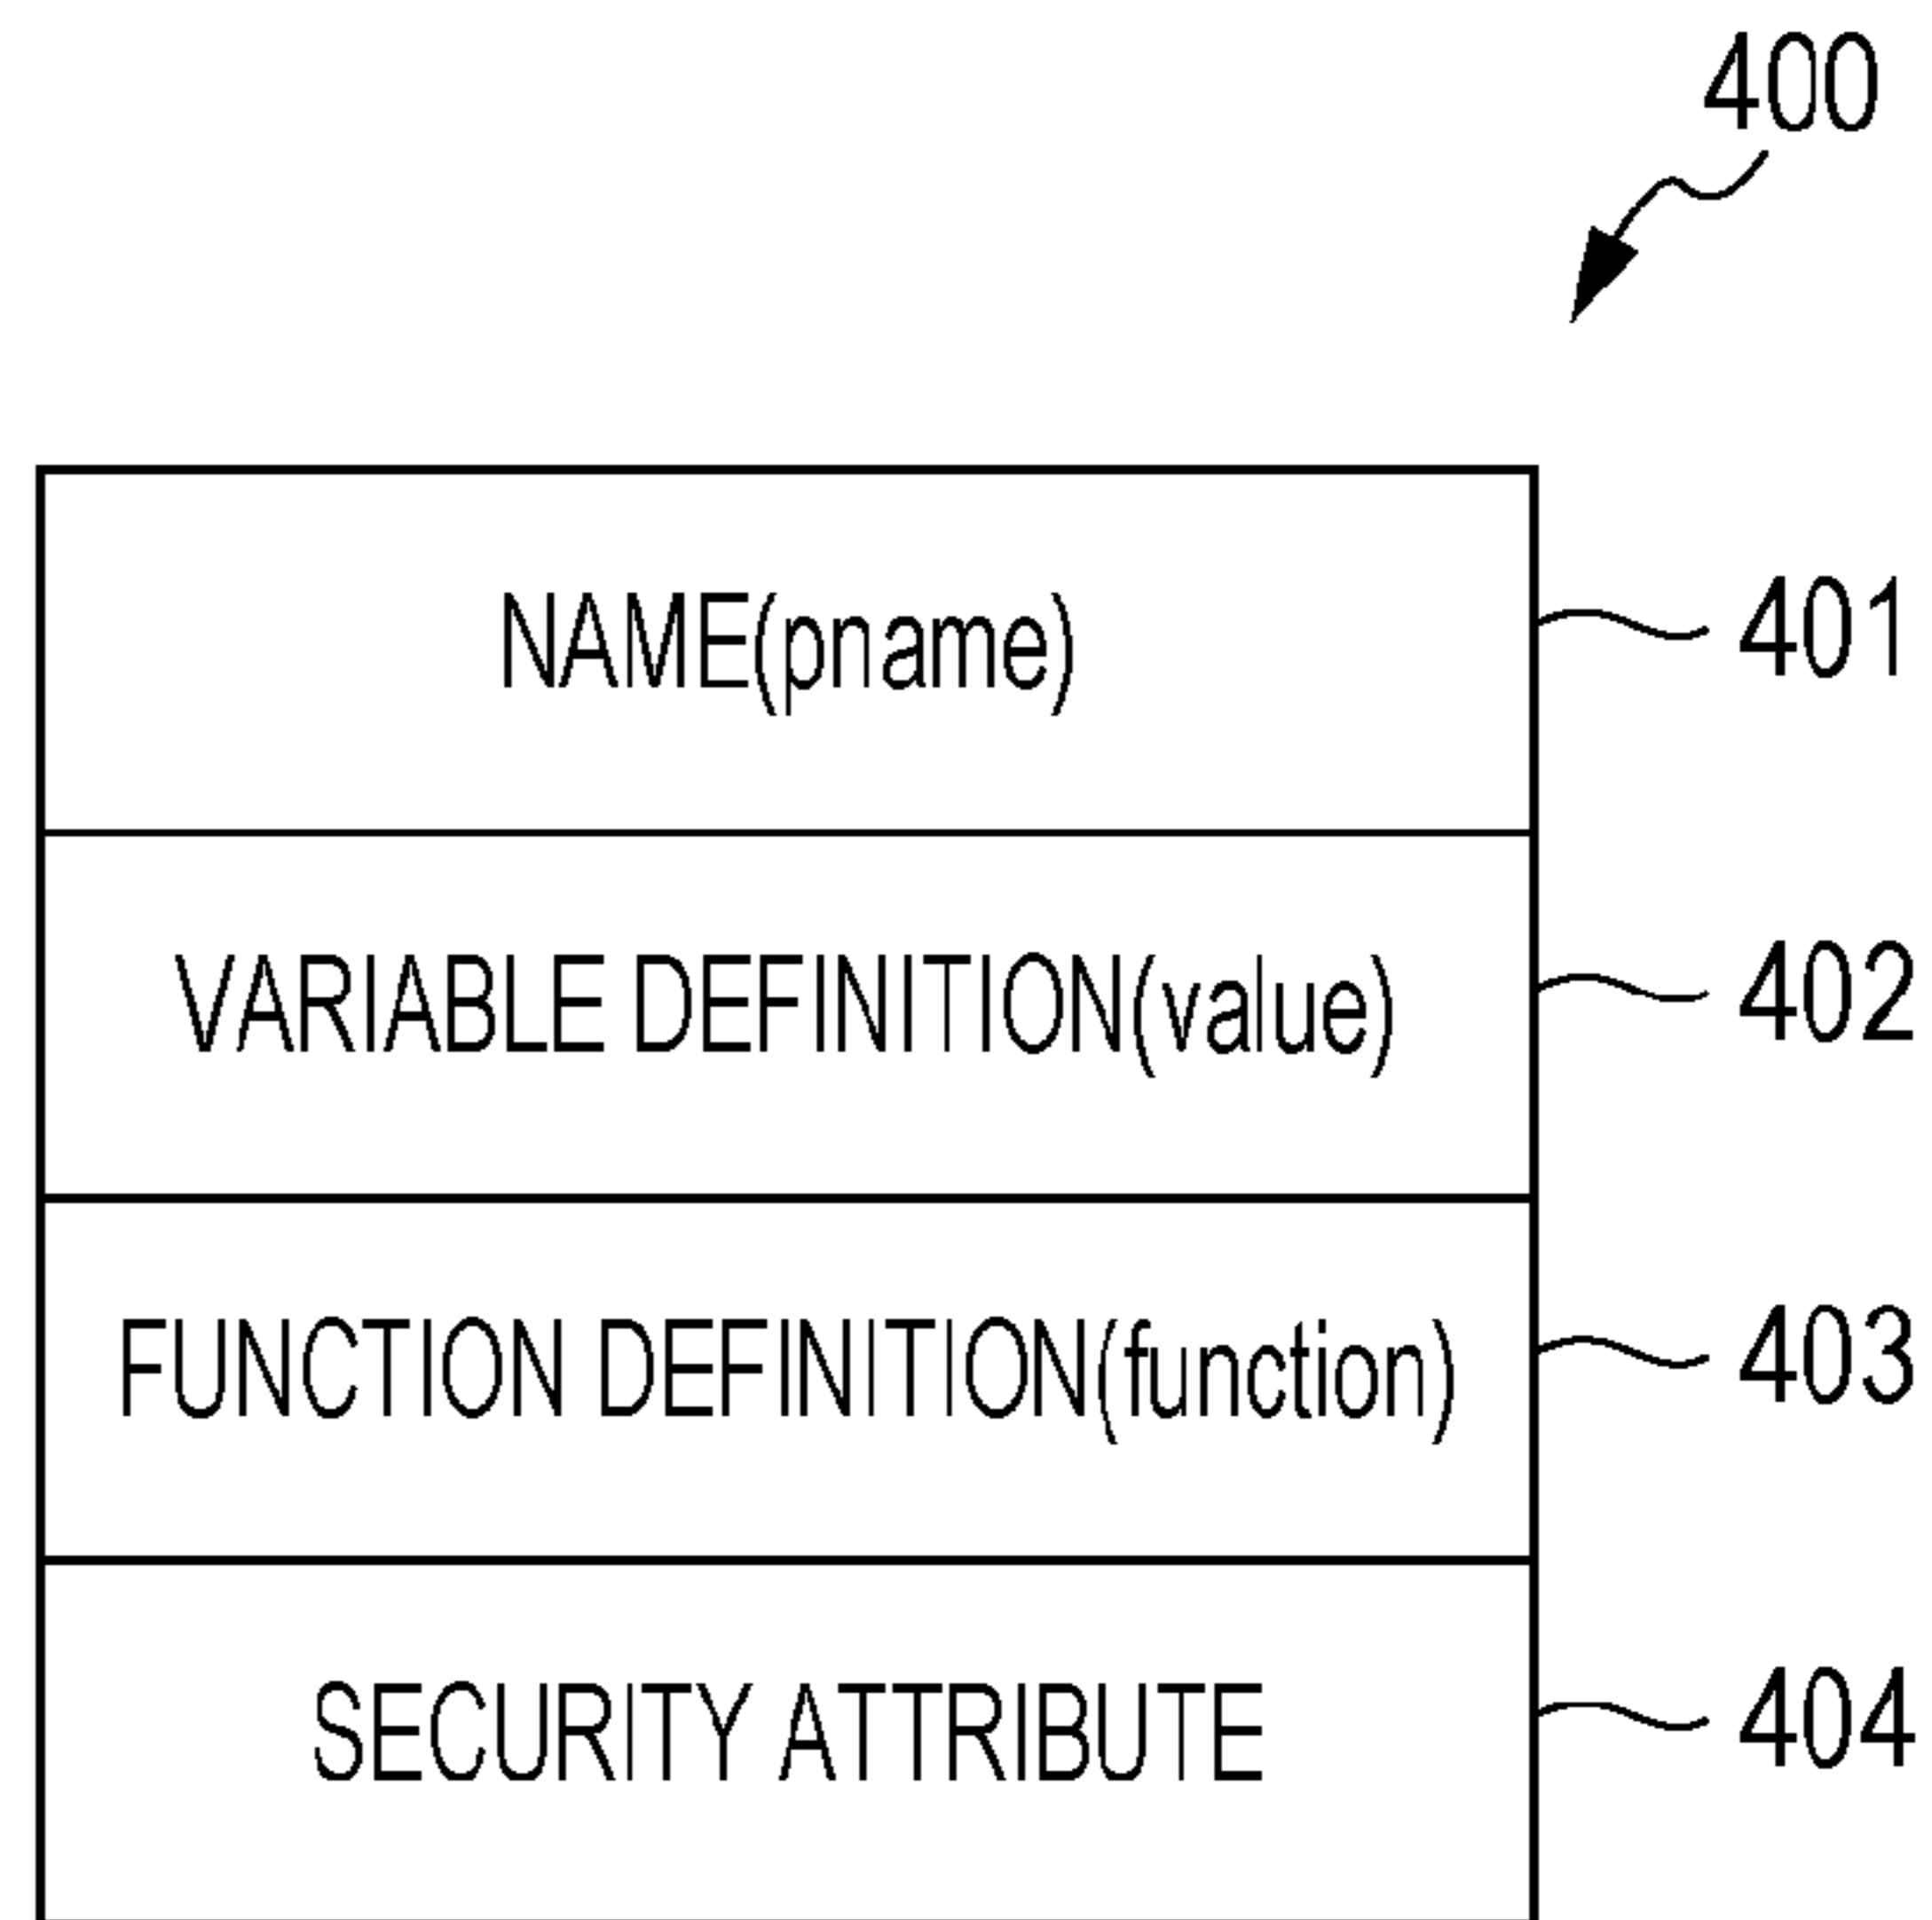 400
NAME(pname) 401
VARIABLE DEFINITION(value) 402
FUNCTION DEFINITION(function) 403
SECURITY ATTRIBUTE 404